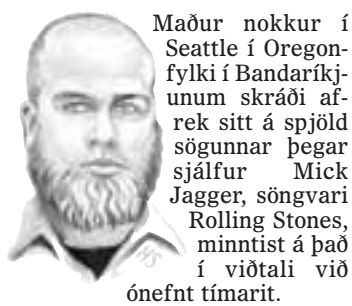 Maður nokkur í
Seattle í Oregon-
fylki í Bandaríkj-
unum skráði af-
rek sitt á spjöld
sögunnar þegar
sjálfur Mick
Jagger, söngvari
Rolling Stones,
minntist á það
í viðtali við
ónefnt tímarit.